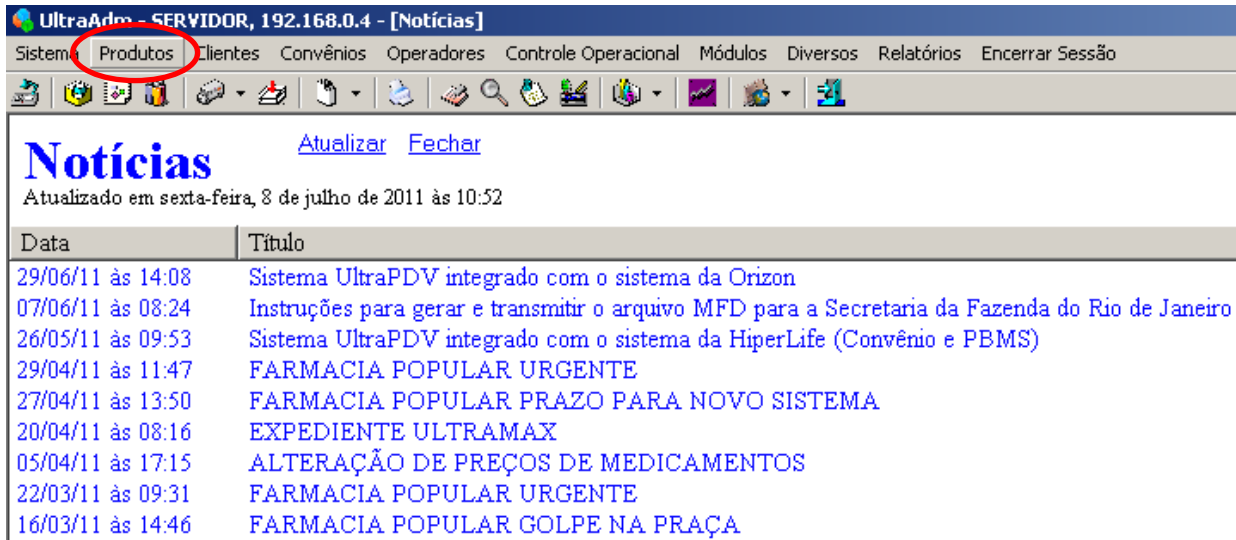 UltraAdm - SERVIDOR, 192.168.0.4 - [Notícias]
Sistema Produtos Clientes Convênios Operadores Controle Operacional Módulos Diversos Relatórios Encerrar Sessão
Notícias Atualizar Fechar
Atualizado em sexta-feira, 8 de julho de 2011 às 10:52
Data Título
29/06/11 às 14:08 Sistema UltraPDV integrado com o sistema da Orizon
07/06/11 às 08:24 Instruções para gerar e transmitir o arquivo MFD para a Secretaria da Fazenda do Rio de Janeiro
26/05/11 às 09:53 Sistema UltraPDV integrado com o sistema da HiperLife (Convênio e PBMS)
29/04/11 às 11:47 FARMACIA POPULAR URGENTE
27/04/11 às 13:50 FARMACIA POPULAR PRAZO PARA NOVO SISTEMA
20/04/11 às 08:16 EXPEDIENTE ULTRAMAX
05/04/11 às 17:15 ALTERAÇÃO DE PREÇOS DE MEDICAMENTOS
22/03/11 às 09:31 FARMACIA POPULAR URGENTE
16/03/11 às 14:46 FARMACIA POPULAR GOLPE NA PRAÇA